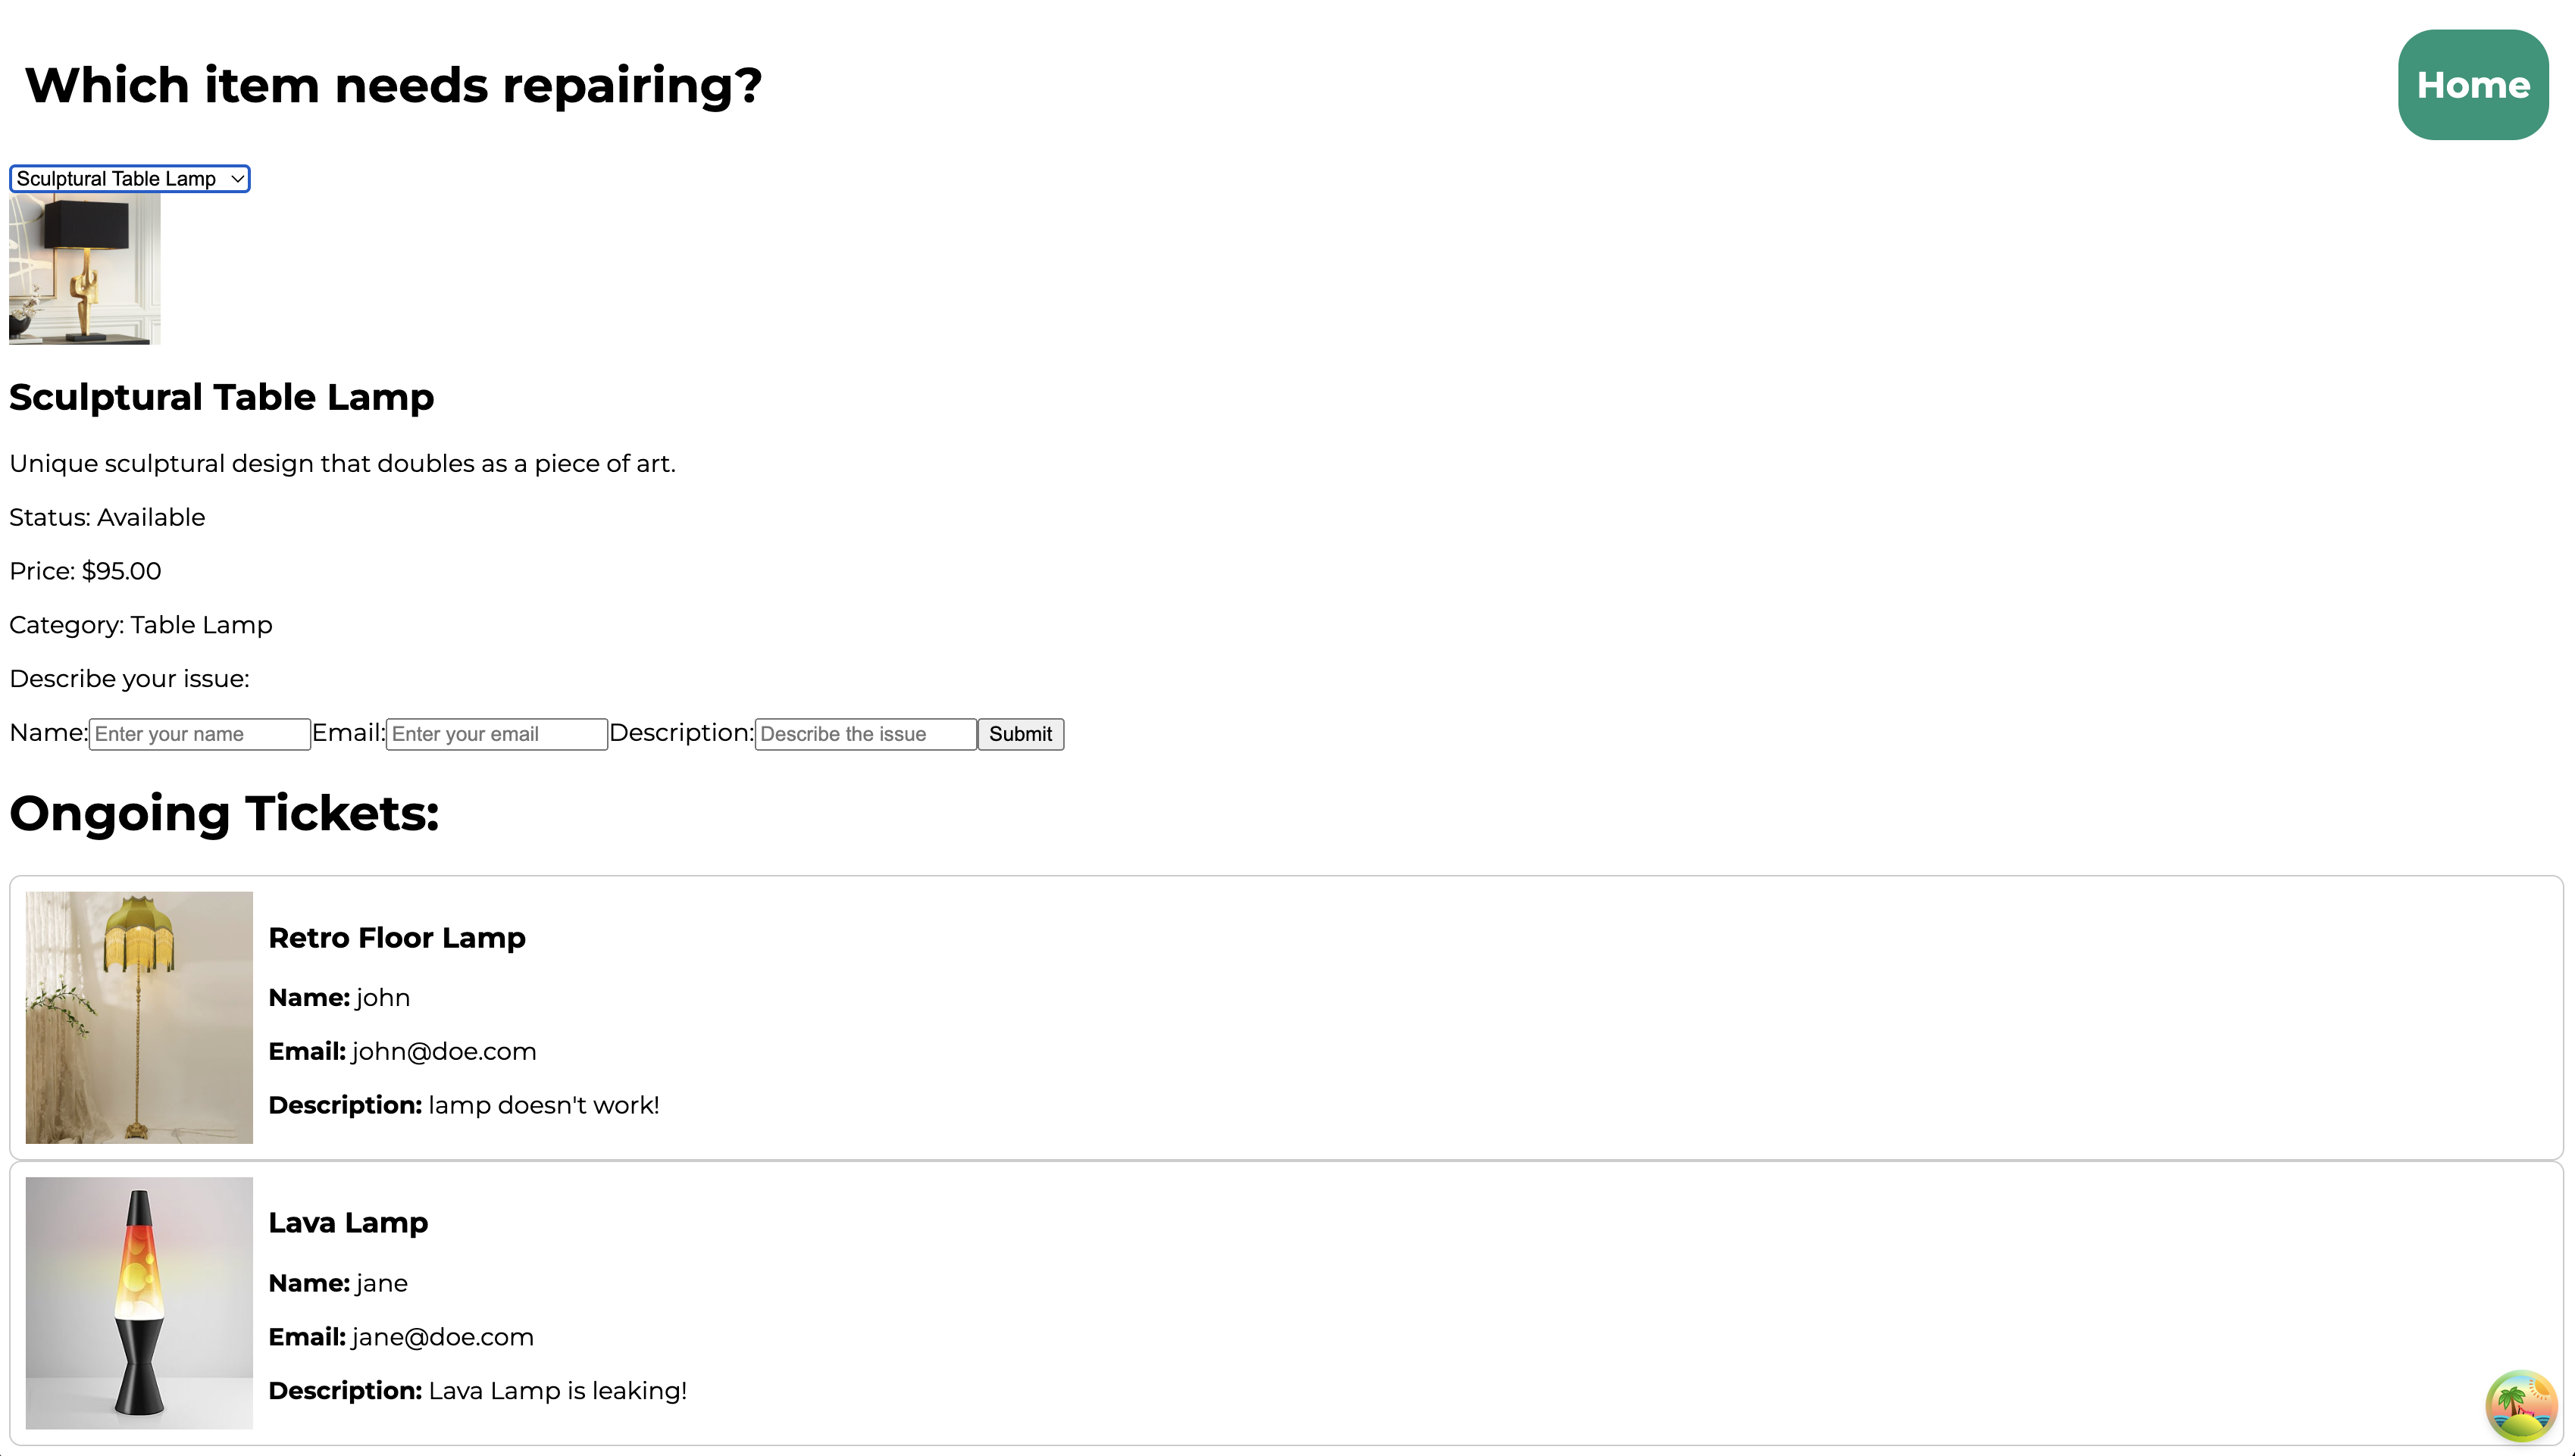 Which item needs repairing?
Home
Sculptural Table Lamp
Sculptural Table Lamp
Unique sculptural design that doubles as a piece of art.
Status: Available
Price: $95.00
Category: Table Lamp
Describe your issue:
Name: Enter your name Email: Enter your email Description: Describe the issue Submit
Ongoing Tickets:
Retro Floor Lamp
Name: john
Email: john@doe.com
Description: lamp doesn't work!
Lava Lamp
Name: jane
Email: jane@doe.com
Description: Lava Lamp is leaking!